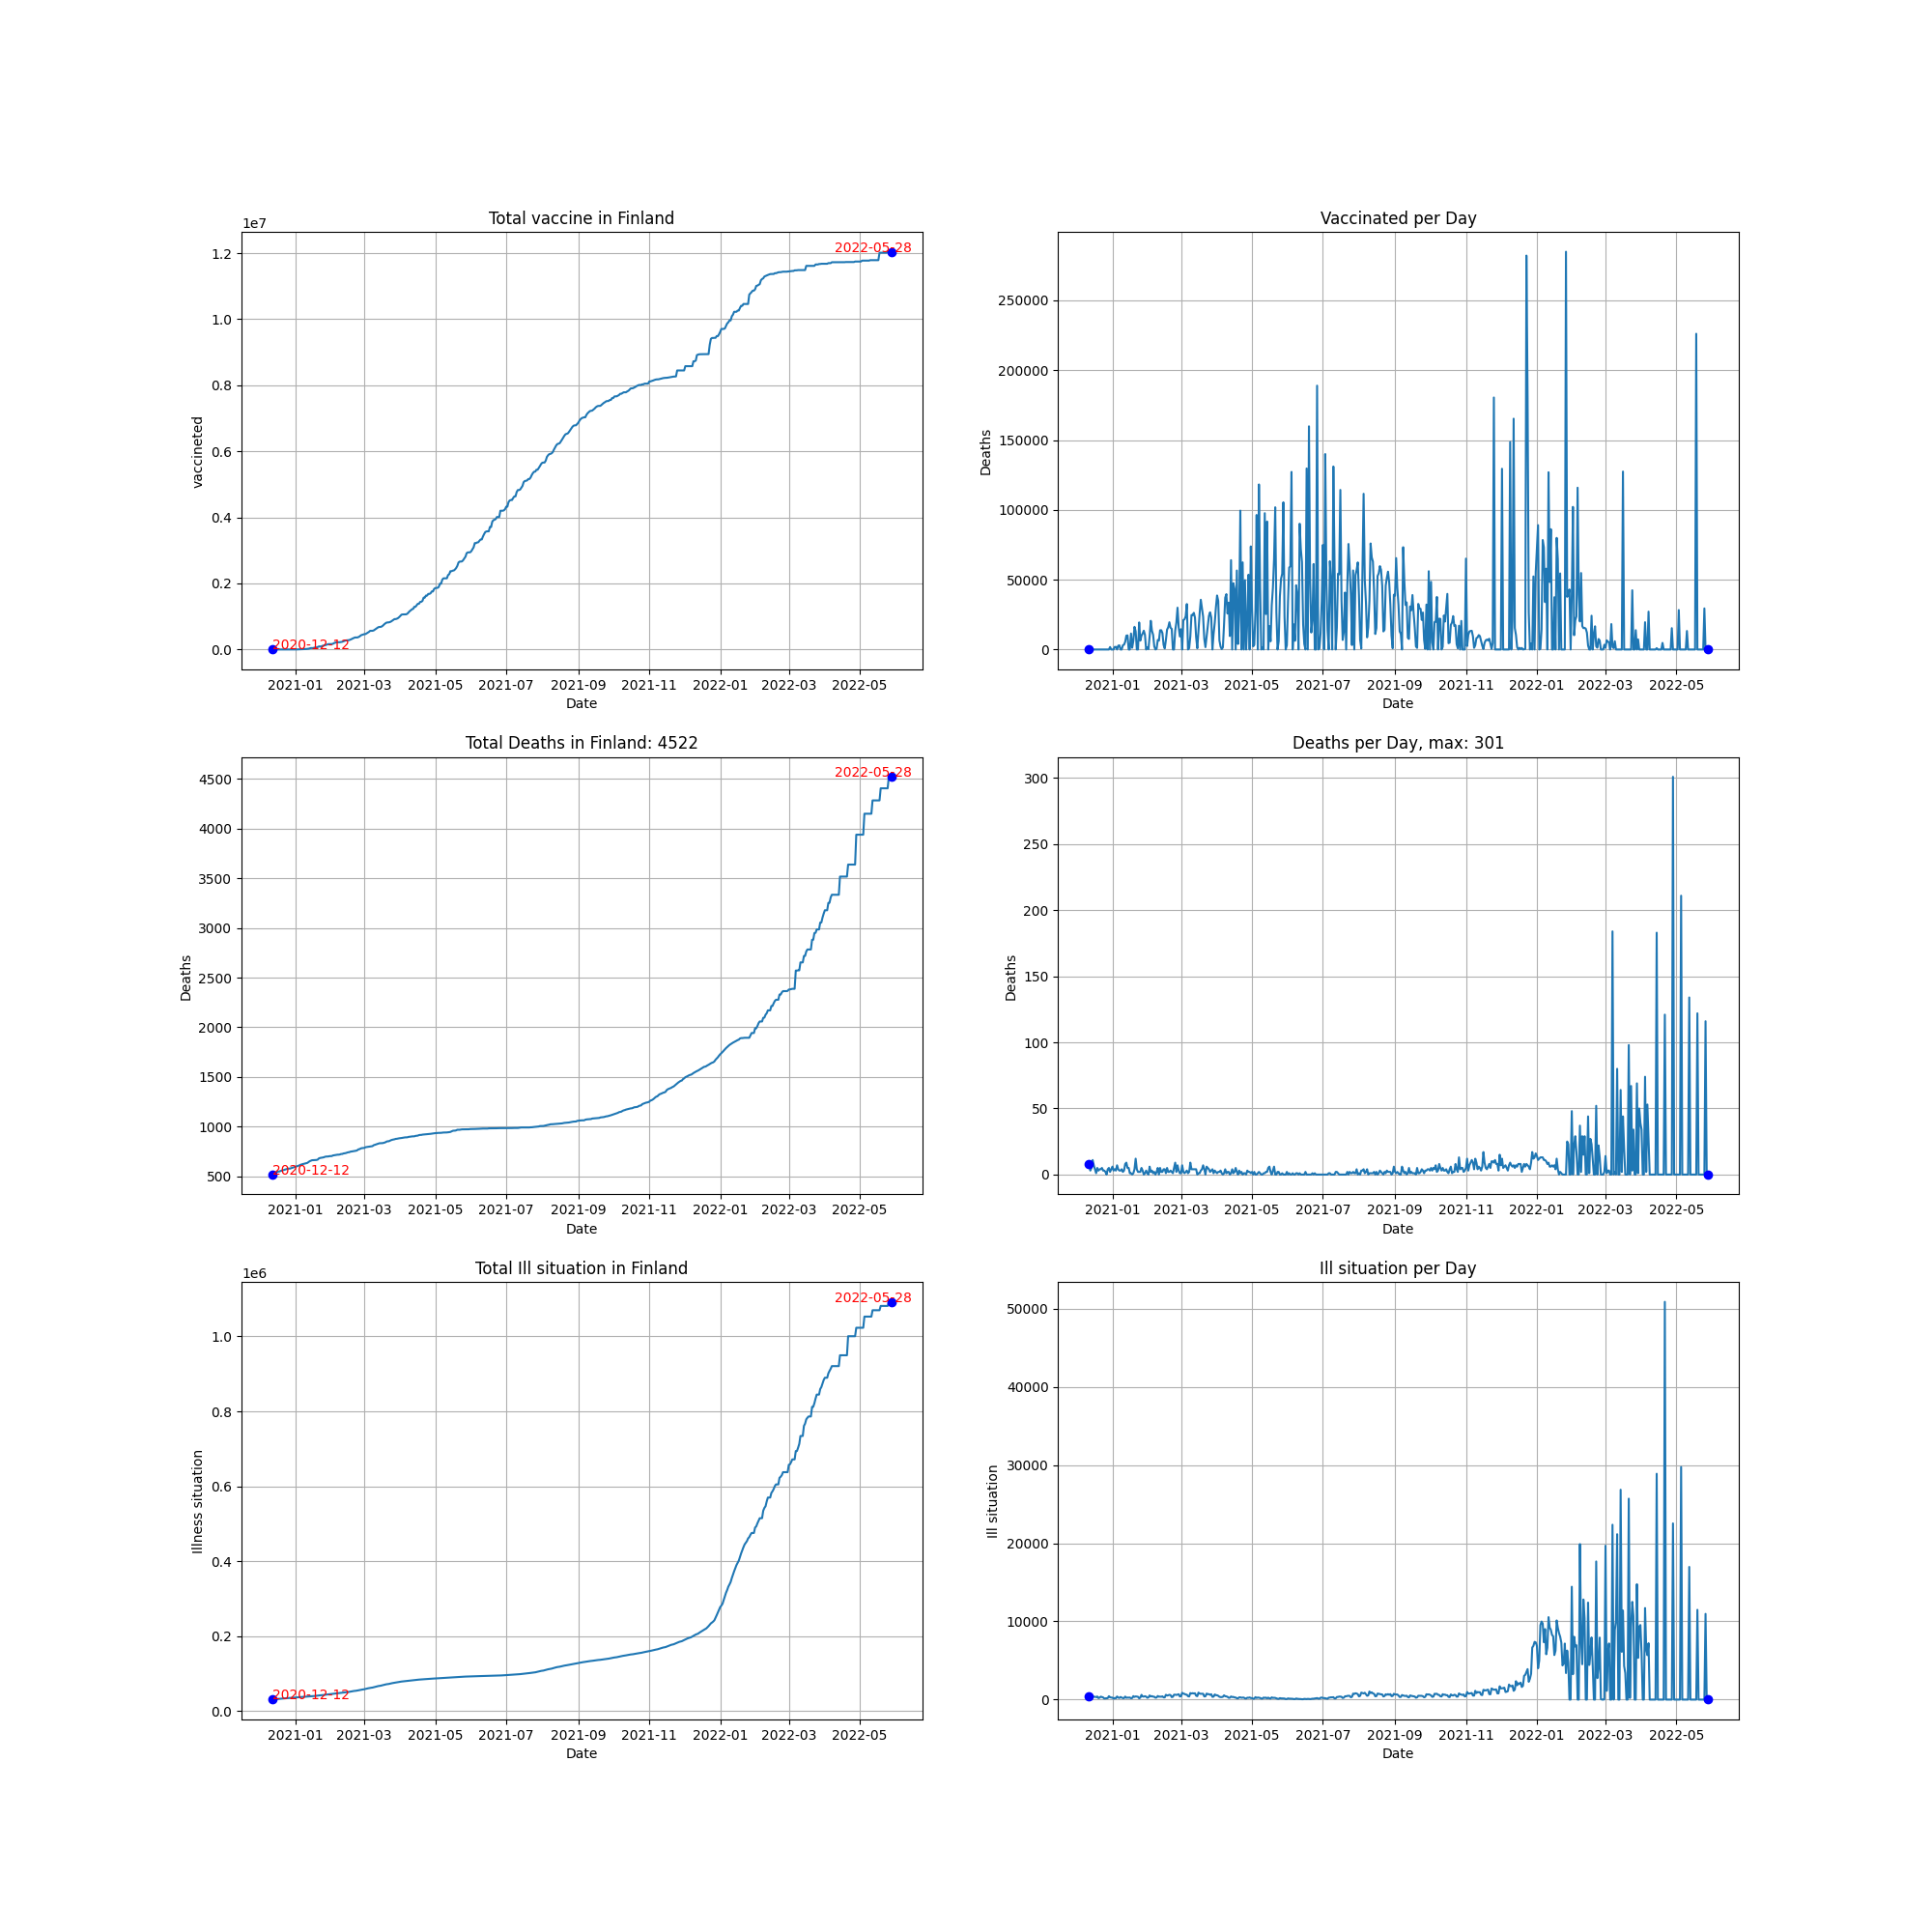 Total vaccine in Finland
1e7
vaccineted
1.2
1.0
0.8
0.6
0.4
0.2
0.0
2020-12-12
2022-05-28
2021-01 2021-03 2021-05 2021-07 2021-09 2021-11 2022-01 2022-03 2022-05
Date
Vaccinated per Day
Deaths
250000
200000
150000
100000
50000
0
2021-01 2021-03 2021-05 2021-07 2021-09 2021-11 2022-01 2022-03 2022-05
Date
Total Deaths in Finland: 4522
Deaths
4500
4000
3500
3000
2500
2000
1500
1000
500
2020-12-12
2022-05-28
2021-01 2021-03 2021-05 2021-07 2021-09 2021-11 2022-01 2022-03 2022-05
Date
Deaths per Day, max: 301
Deaths
300
250
200
150
100
50
0
2021-01 2021-03 2021-05 2021-07 2021-09 2021-11 2022-01 2022-03 2022-05
Date
Total Ill situation in Finland
1e6
Illness situation
1.0
0.8
0.6
0.4
0.2
0.0
2020-12-12
2022-05-28
2021-01 2021-03 2021-05 2021-07 2021-09 2021-11 2022-01 2022-03 2022-05
Date
Ill situation per Day
Ill situation
50000
40000
30000
20000
10000
0
2021-01 2021-03 2021-05 2021-07 2021-09 2021-11 2022-01 2022-03 2022-05
Date